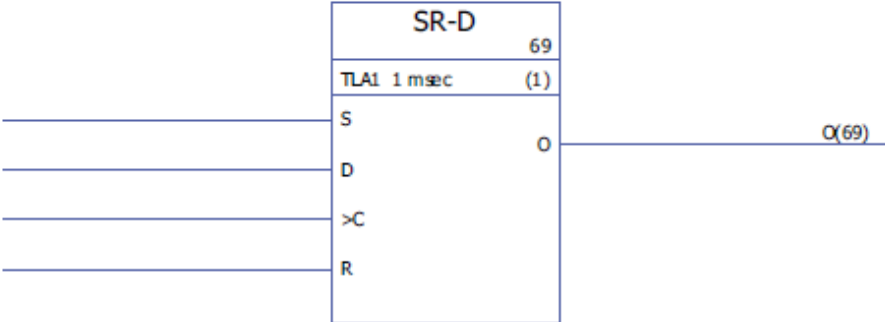 SR-D
69
TLA1 1 msec (1)
S
O
O(69)
D
>C
R